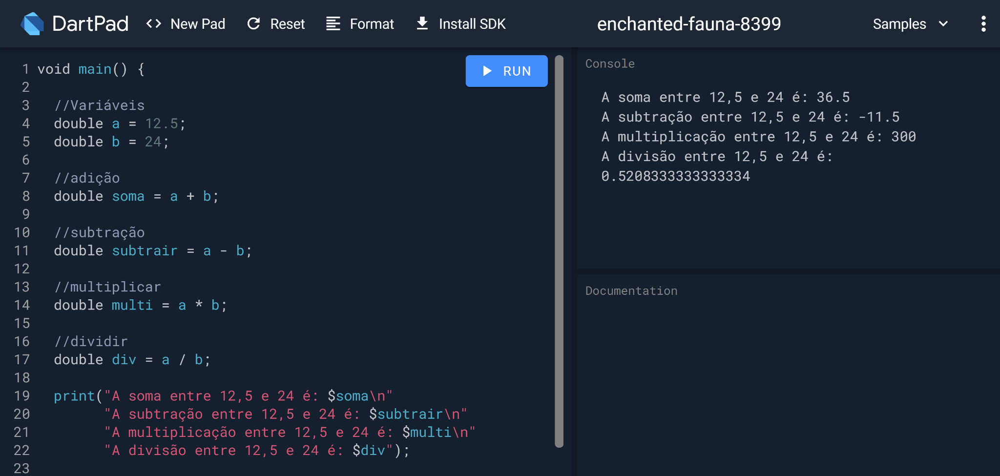 DartPad <> New Pad Reset Format Install SDK enchanted-fauna-8399 Samples
RUN
1 void main() {
2
3   //Variáveis
4   double a = 12.5;
5   double b = 24;
6
7   //adição
8   double soma = a + b;
9
10   //subtração
11   double subtrair = a - b;
12
13   //multiplicar
14   double multi = a * b;
15
16   //dividir
17   double div = a / b;
18
19   print("A soma entre 12,5 e 24 é: $soma\n"
20         "A subtração entre 12,5 e 24 é: $subtrair\n"
21         "A multiplicação entre 12,5 e 24 é: $multi\n"
22         "A divisão entre 12,5 e 24 é: $div");
23
Console
A soma entre 12,5 e 24 é: 36.5
A subtração entre 12,5 e 24 é: -11.5
A multiplicação entre 12,5 e 24 é: 300
A divisão entre 12,5 e 24 é:
0.5208333333333334
Documentation